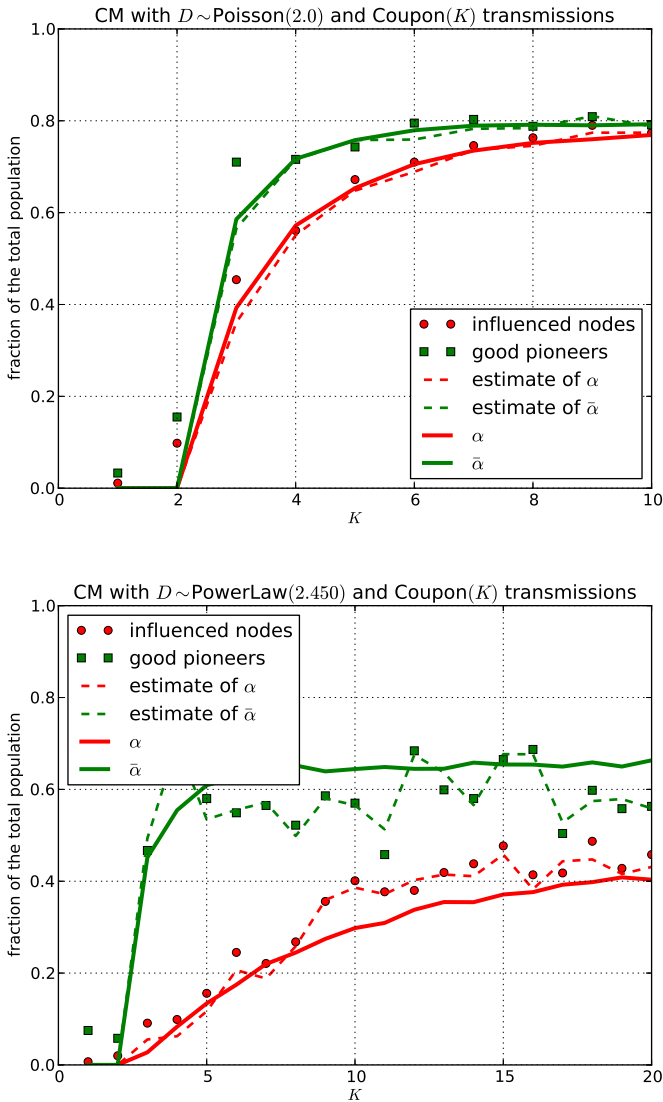 CM with D∼Poisson(2.0) and Coupon(K) transmissions
1.0
0.8
0.6
0.4
0.2
0.0
fraction of the total population
influenced nodes
good pioneers
estimate of α
estimate of ᾱ
α
ᾱ
0 2 4 6 8 10
K
CM with D∼PowerLaw(2.450) and Coupon(K) transmissions
1.0
0.8
0.6
0.4
0.2
0.0
fraction of the total population
influenced nodes
good pioneers
estimate of α
estimate of ᾱ
α
ᾱ
0 5 10 15 20
K